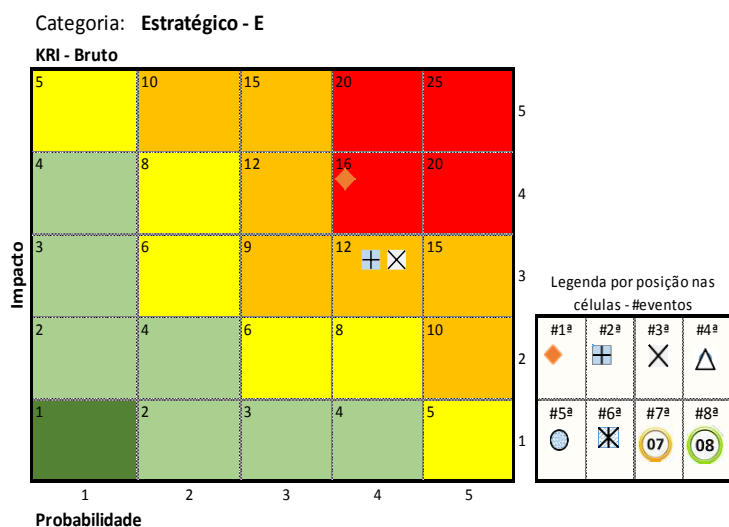 Categoria: Estratégico - E
KRI - Bruto
5 10 15 20 25
5
4 8 12 16 20
4
3 6 9 12 15
3
2 4 6 8 10
2
1 2 3 4 5
1
Impacto
1 2 3 4 5
Probabilidade
Legenda por posição nas
células - #eventos
#1ª #2ª #3ª #4ª
#5ª #6ª #7ª #8ª
07 08